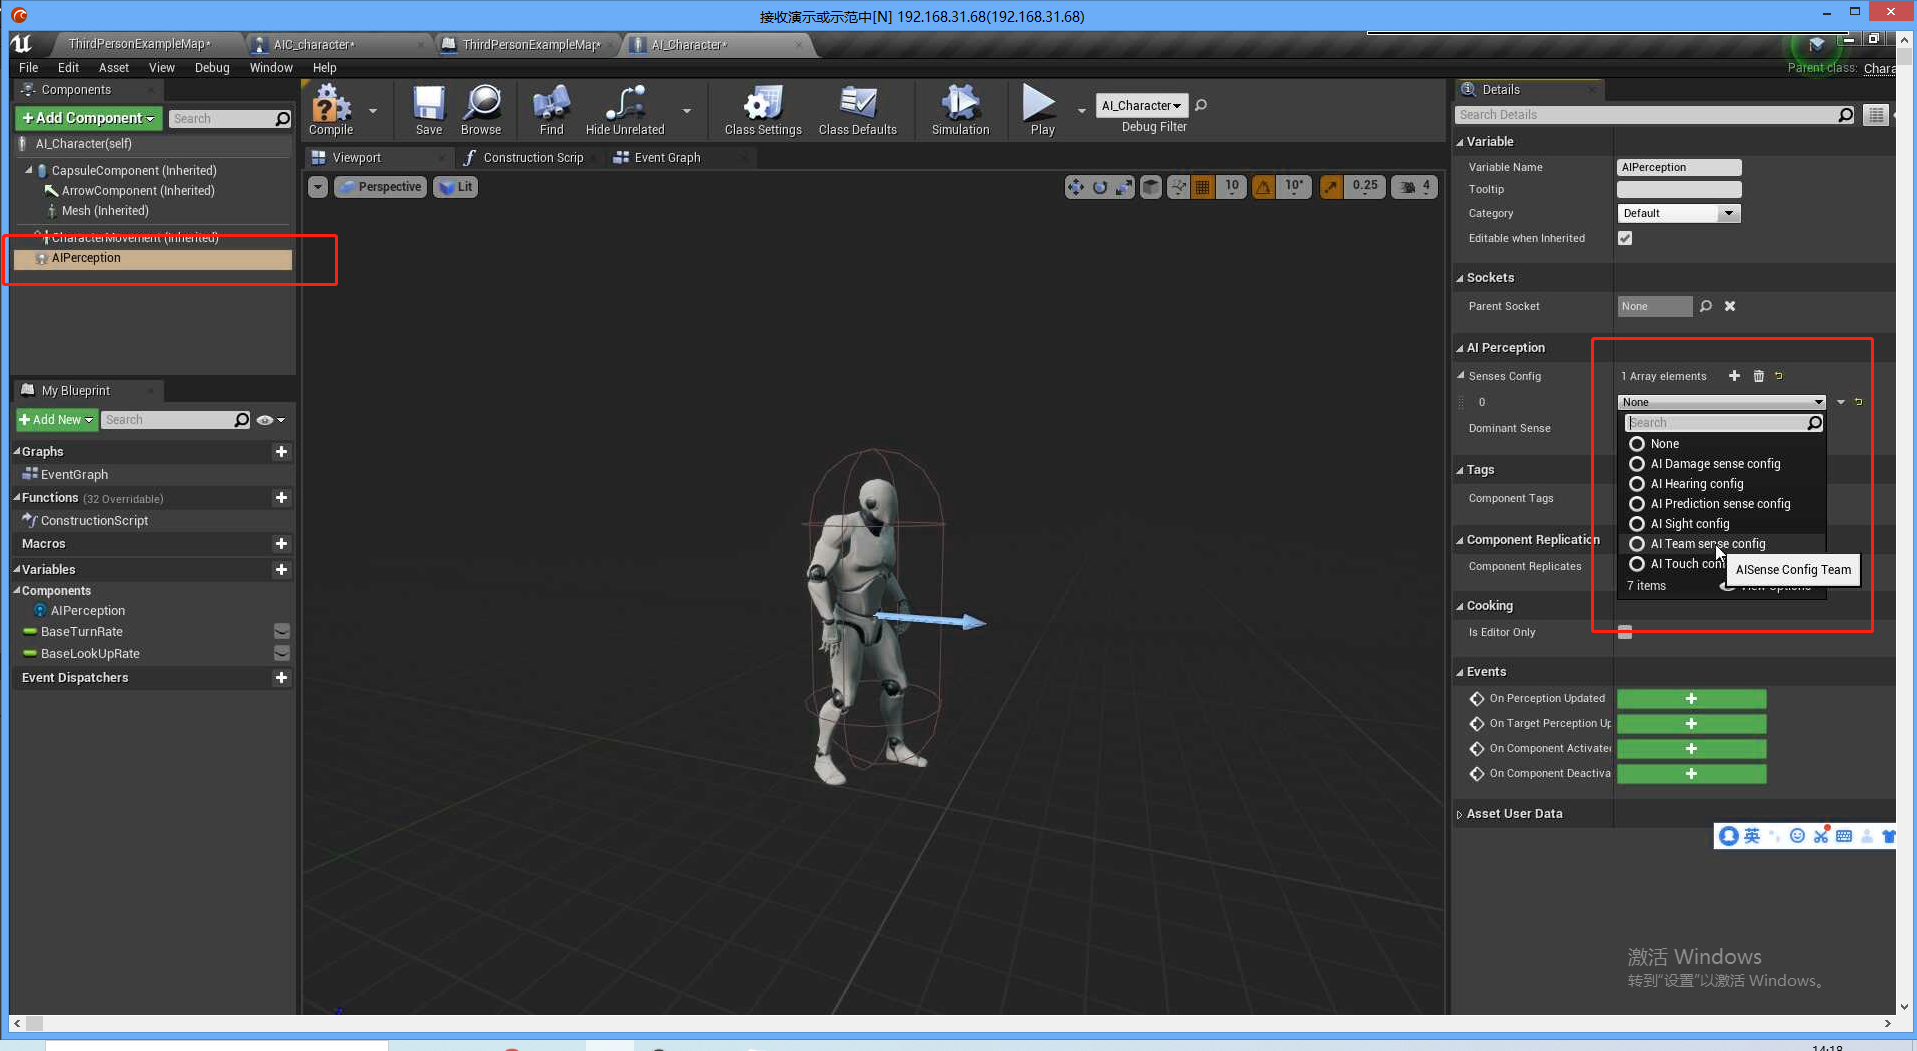 接收演示或示范中[N] 192.168.31.68(192.168.31.68)
ThirdPersonExampleMap*
AIC_character*
ThirdPersonExampleMap*
AI_Character*
File Edit Asset View Debug Window Help
Parent class: Chara
Components
+Add Component
Search
AI_Character(self)
CapsuleComponent (Inherited)
ArrowComponent (Inherited)
Mesh (Inherited)
CharacterMovement (Inherited)
AIPerception
My Blueprint
+Add New
Search
Graphs
EventGraph
Functions (32 Overridable)
ConstructionScript
Macros
Variables
Components
AIPerception
BaseTurnRate
BaseLookUpRate
Event Dispatchers
Compile
Save
Browse
Find
Hide Unrelated
Class Settings
Class Defaults
Simulation
Play
AI_Character
Debug Filter
Viewport
Construction Scrip
Event Graph
Perspective
Lit
10
10°
0.25
4
Details
Search Details
Variable
Variable Name
AIPerception
Tooltip
Category
Default
Editable when Inherited
Sockets
Parent Socket
None
AI Perception
Senses Config
1 Array elements
0
None
Search
Dominant Sense
None
AI Damage sense config
AI Hearing config
AI Prediction sense config
AI Sight config
AI Team sense config
AI Touch con
AISense Config Team
7 items
View Options
Tags
Component Tags
Component Replication
Component Replicates
Cooking
Is Editor Only
Events
On Perception Updated
On Target Perception Up
On Component Activate
On Component Deactiva
Asset User Data
英
激活 Windows
转到“设置”以激活 Windows。
14:18